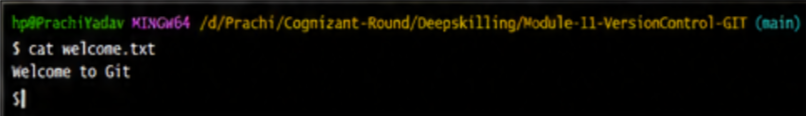 hp@PrachiYadav MINGW64 /d/Prachi/Cognizant-Round/Deepskilling/Module-11-VersionControl-GIT (main)
$ cat welcome.txt
Welcome to Git
$